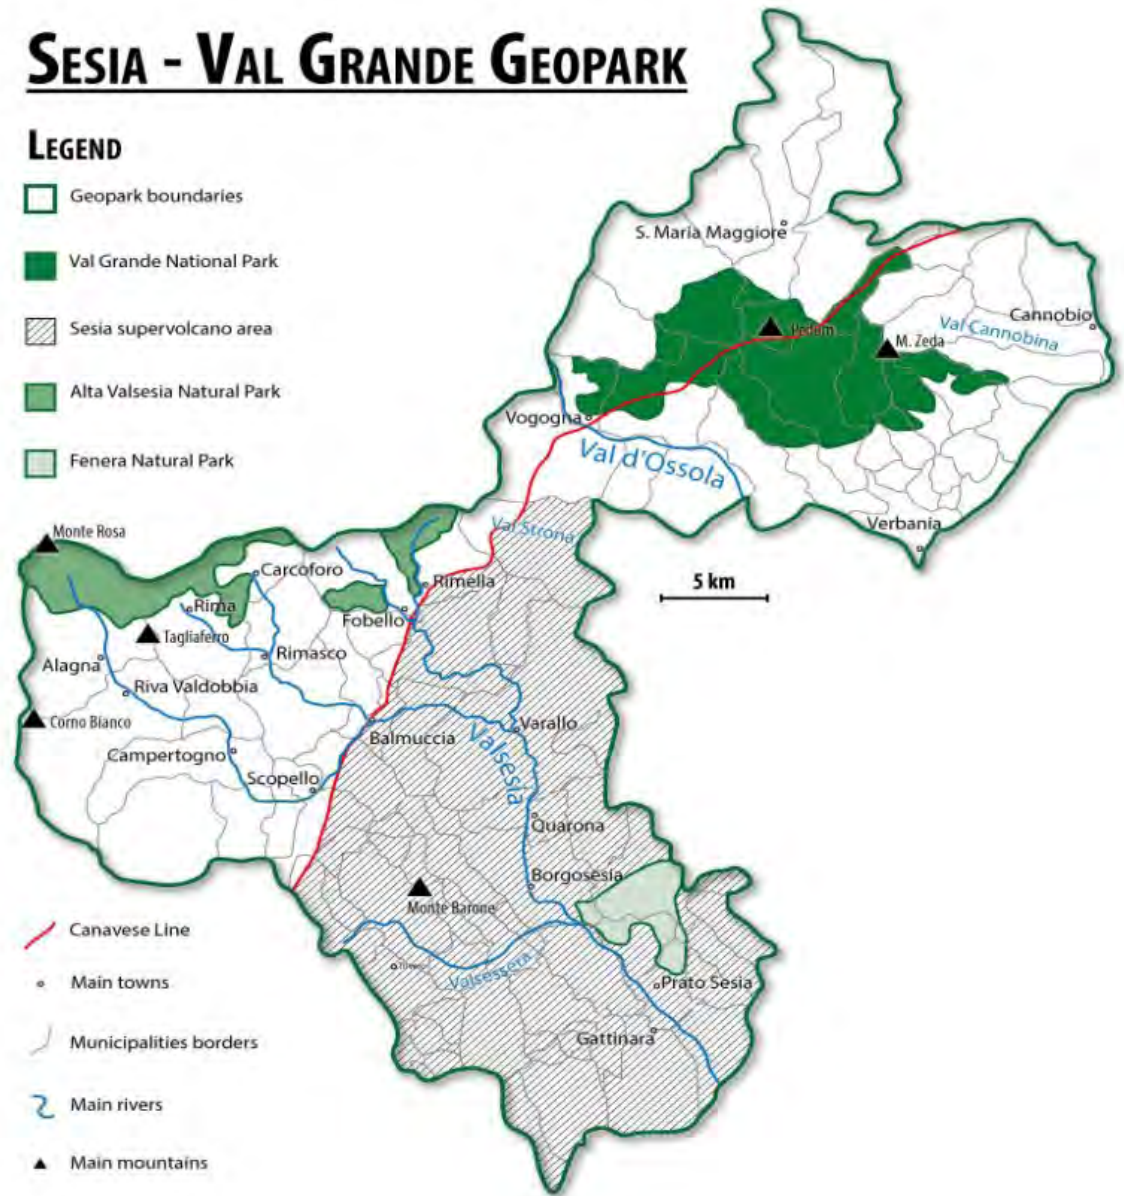 SESIA - VAL GRANDE GEOPARK
LEGEND
Geopark boundaries
Val Grande National Park
Sesia supervolcano area
Alta Valsesia Natural Park
Fenera Natural Park
S. Maria Maggiore
Cannobio
Val Cannobina
Pedum
M. Zeda
Vogogna
Val d'Ossola
Verbania
Val Strona
5 km
Monte Rosa
Carcoforo
Rimella
Rima
Fobello
Tagliaferro
Rimasco
Alagna
Riva Valdobbia
Corno Bianco
Varallo
Balmuccia
Valsesia
Campertogno
Scopello
Quarona
Borgosesia
Monte Barone
Canavese Line
Valsessera
Main towns
Prato Sesia
Gattinara
Municipalities borders
Main rivers
Main mountains